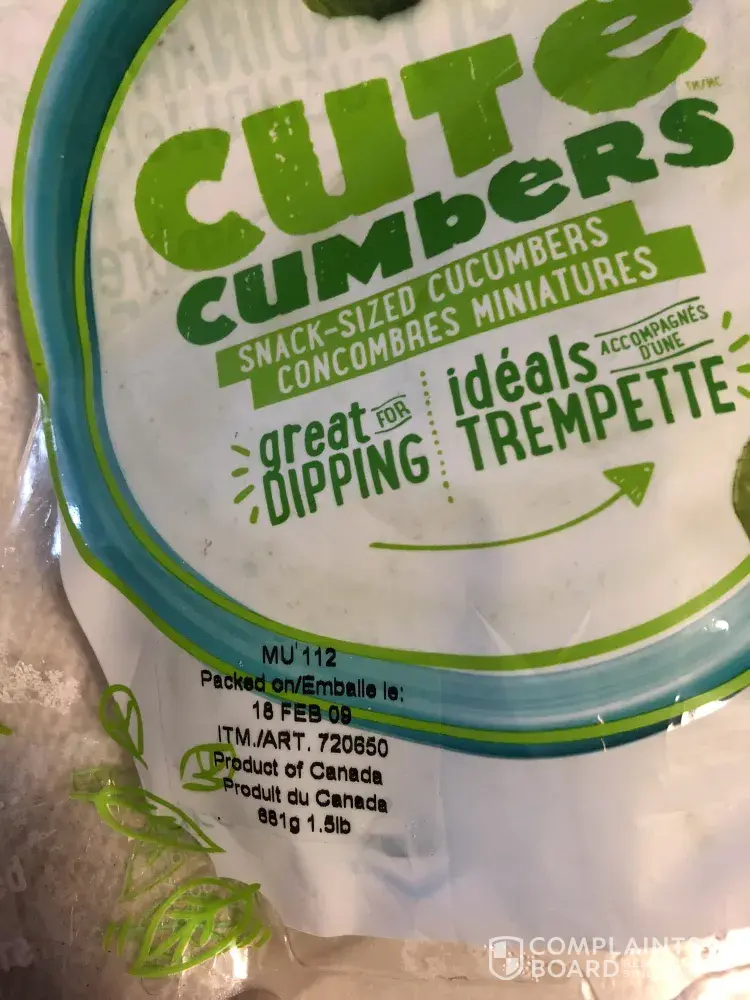 CUTe
TM/MC
CUMbeRS
SNACK-SIZED CUCUMBERS
CONCOMBRES MINIATURES
great FOR DIPPING
idéals ACCOMPAGNÉS D'UNE TREMPETTE
MU 112
Packed on/Emballe le:
18 FEB 09
ITM./ART. 720650
Product of Canada
Produit du Canada
681g 1.5lb
COMPLAINTS
BOARD